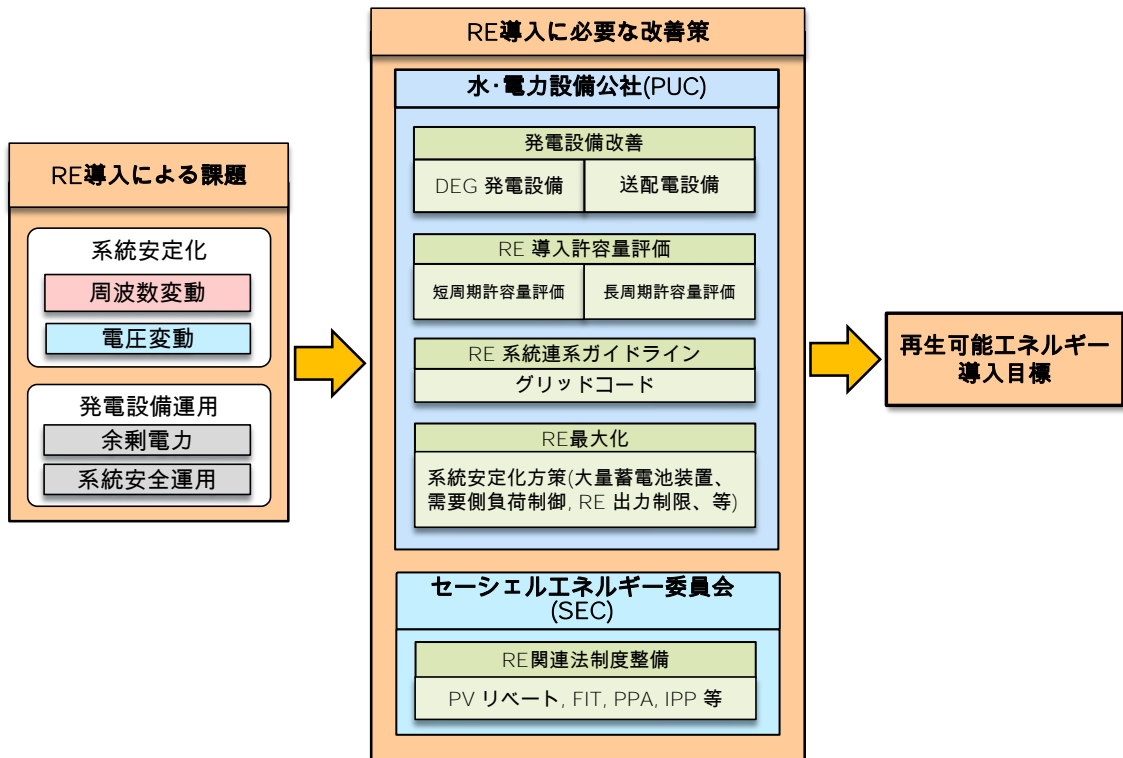 RE導入による課題
系統安定化
周波数変動
電圧変動
発電設備運用
余剰電力
系統安全運用
RE導入に必要な改善策
水・電力設備公社(PUC)
発電設備改善
DEG 発電設備
送配電設備
RE 導入許容量評価
短周期許容量評価
長周期許容量評価
RE 系統連系ガイドライン
グリッドコード
RE最大化
系統安定化方策(大量蓄電池装置、
需要側負荷制御, RE 出力制限、等)
セーシェルエネルギー委員会
(SEC)
RE関連法制度整備
PV リベート, FIT, PPA, IPP 等
再生可能エネルギー
導入目標